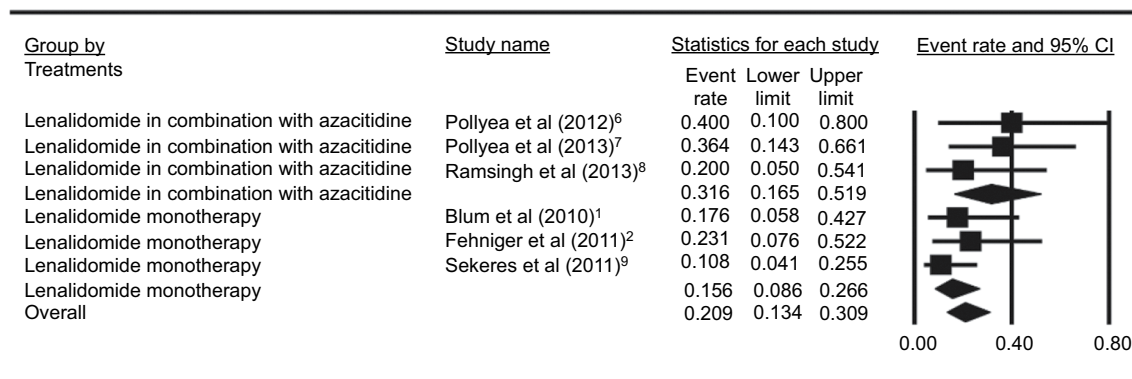 Group by Study name Statistics for each study Event rate and 95% CI
Treatments
Event Lower Upper
rate limit limit
Lenalidomide in combination with azacitidine Pollyea et al (2012)⁶ 0.400 0.100 0.800
Lenalidomide in combination with azacitidine Pollyea et al (2013)⁷ 0.364 0.143 0.661
Lenalidomide in combination with azacitidine Ramsingh et al (2013)⁸ 0.200 0.050 0.541
Lenalidomide in combination with azacitidine 0.316 0.165 0.519
Lenalidomide monotherapy Blum et al (2010)¹ 0.176 0.058 0.427
Lenalidomide monotherapy Fehniger et al (2011)² 0.231 0.076 0.522
Lenalidomide monotherapy Sekeres et al (2011)⁹ 0.108 0.041 0.255
Lenalidomide monotherapy 0.156 0.086 0.266
Overall 0.209 0.134 0.309
0.00 0.40 0.80